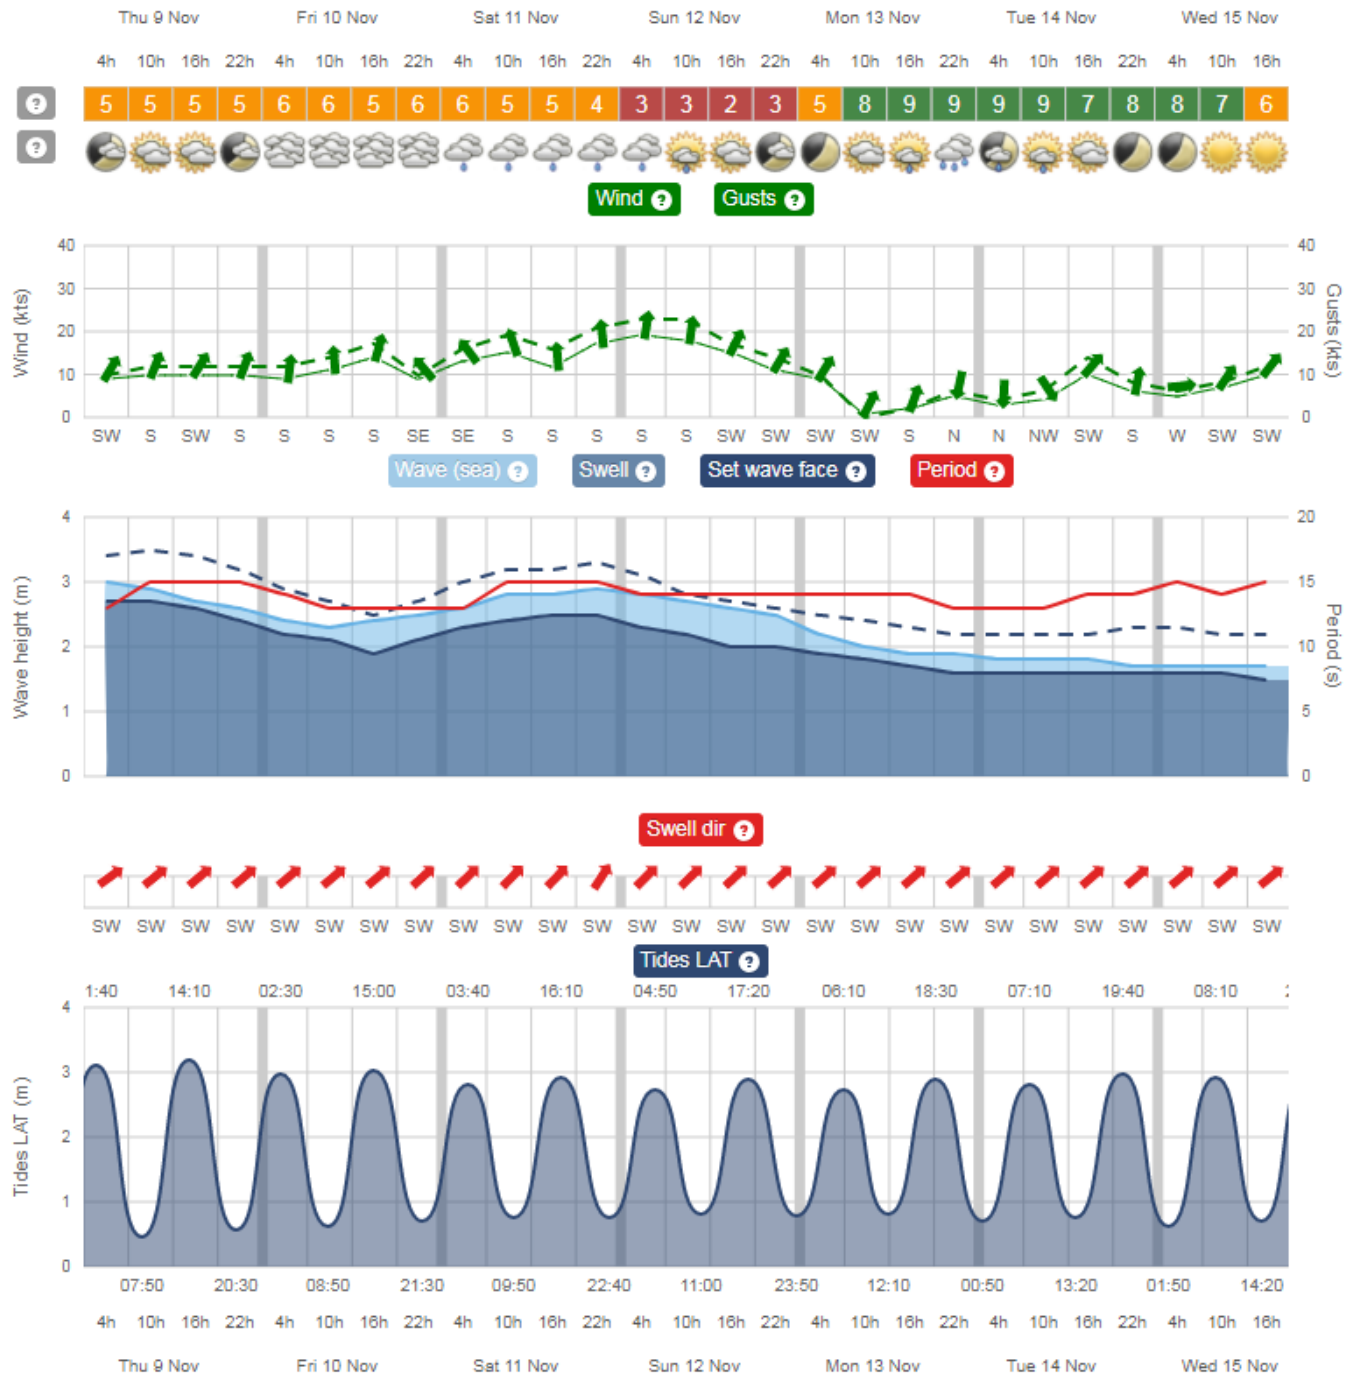 Thu 9 Nov Fri 10 Nov Sat 11 Nov Sun 12 Nov Mon 13 Nov Tue 14 Nov Wed 15 Nov
4h 10h 16h 22h 4h 10h 16h 22h 4h 10h 16h 22h 4h 10h 16h 22h 4h 10h 16h 22h 4h 10h 16h 22h 4h 10h 16h
? 5 5 5 5 6 6 5 6 6 5 5 4 3 3 2 3 5 8 9 9 9 9 7 8 8 7 6
?
Wind ? Gusts ?
40 40
30 30
20 20
10 10
0 0
Wind (kts)
Gusts (kts)
SW S SW S S S S SE SE S S S S S SW SW SW SW S N N NW SW S W SW SW
Wave (sea) ? Swell ? Set wave face ? Period ?
4 20
3 15
2 10
1 5
0 0
Wave height (m)
Period (s)
Swell dir ?
SW SW SW SW SW SW SW SW SW SW SW SW SW SW SW SW SW SW SW SW SW SW SW SW SW SW SW
Tides LAT ?
1:40 14:10 02:30 15:00 03:40 16:10 04:50 17:20 06:10 18:30 07:10 19:40 08:10
4
3
2
1
0
Tides LAT (m)
07:50 20:30 08:50 21:30 09:50 22:40 11:00 23:50 12:10 00:50 13:20 01:50 14:20
4h 10h 16h 22h 4h 10h 16h 22h 4h 10h 16h 22h 4h 10h 16h 22h 4h 10h 16h 22h 4h 10h 16h 22h 4h 10h 16h
Thu 9 Nov Fri 10 Nov Sat 11 Nov Sun 12 Nov Mon 13 Nov Tue 14 Nov Wed 15 Nov